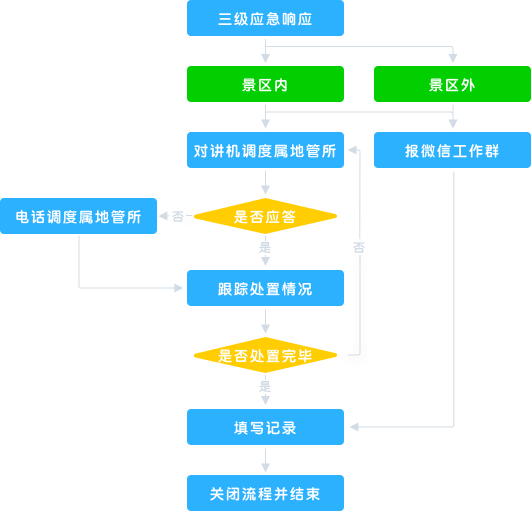 三级应急响应
景区内
景区外
对讲机调度属地管所
报微信工作群
电话调度属地管所
否
是否应答
是
否
跟踪处置情况
是否处置完毕
是
填写记录
关闭流程并结束